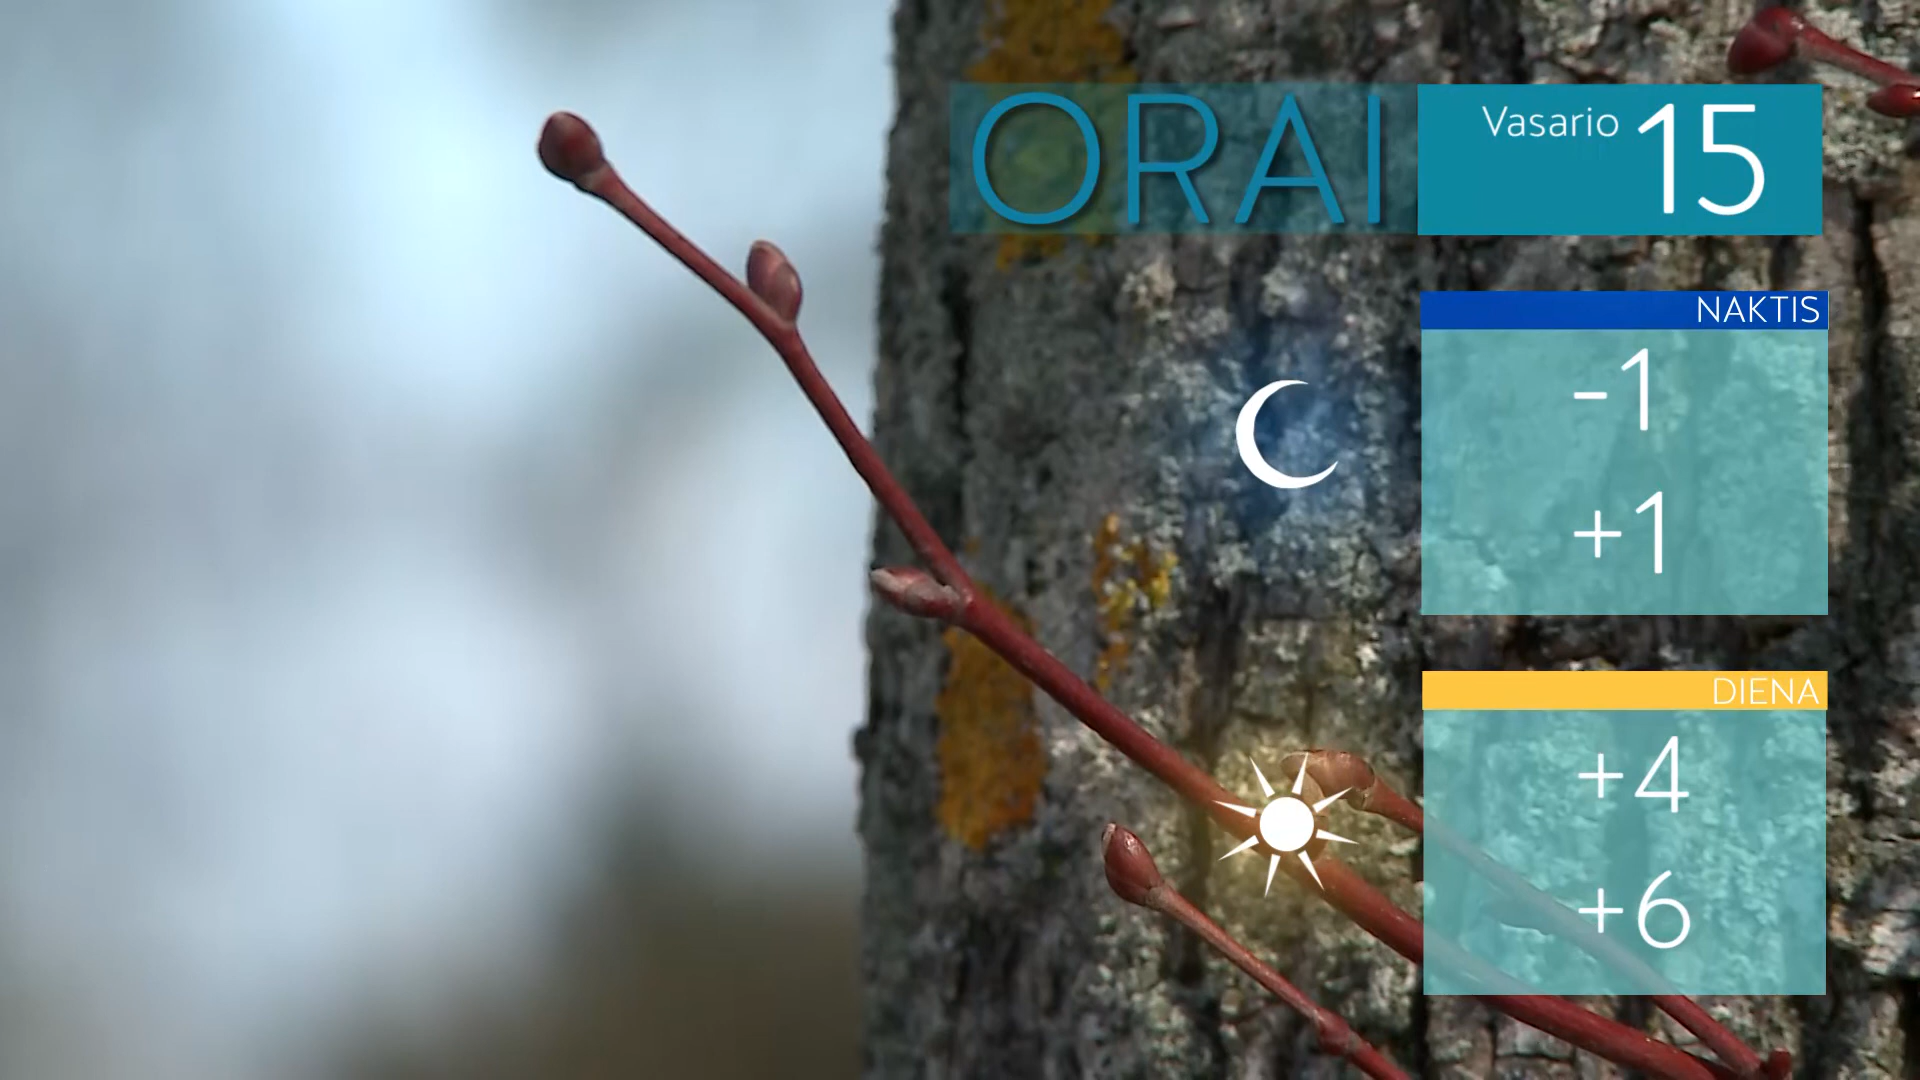 ORAI
Vasario 15
NAKTIS
-1
+1
DIENA
+4
+6